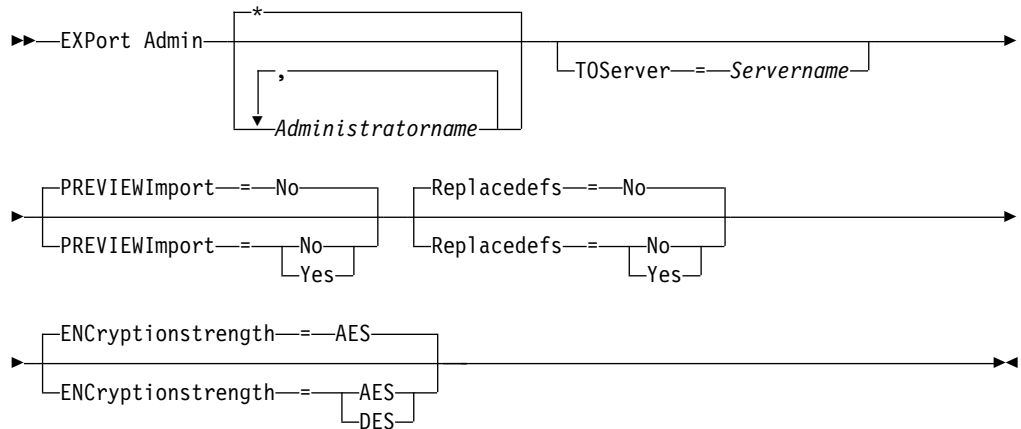 *
EXPort Admin
TOServer = Servername
,
Administratorname
PREVIEWImport = No
Replacedefs = No
PREVIEWImport = No
Replacedefs = No
Yes
Yes
ENCryptionstrength = AES
ENCryptionstrength = AES
DES